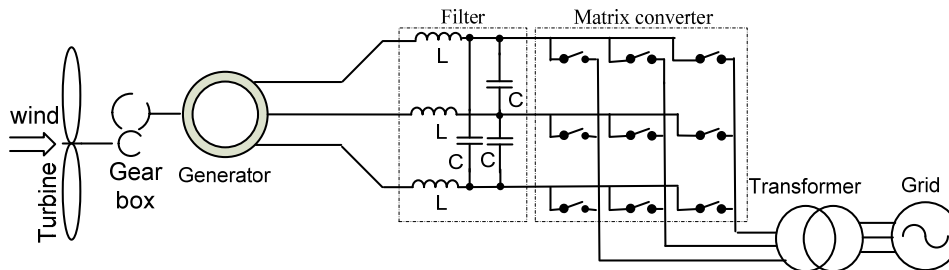 Filter
Matrix converter
L
C
wind
L
C
C
Turbine
Gear
box
Generator
L
Transformer
Grid